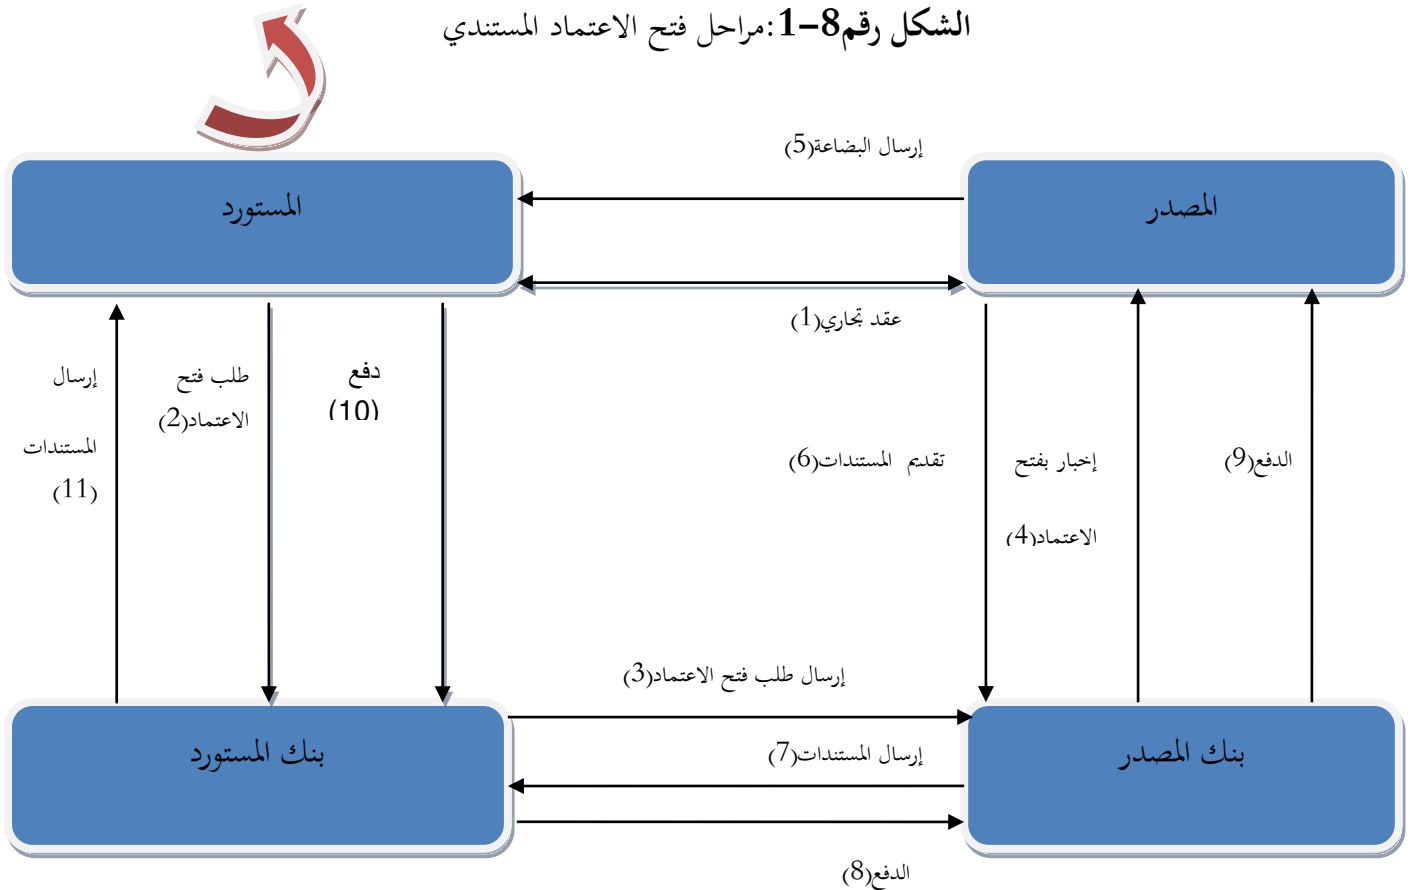 الشكل رقم8–1:مراحل فتح الاعتماد المستندي
إرسال البضاعة(5)
المصدر
المستورد
عقد تجاري(1)
إخبار بفتح
الاعتماد(4)
الدفع(9)
تقديم المستندات(6)
دفع
(10)
طلب فتح
الاعتماد(2)
إرسال
المستندات
(11)
إرسال طلب فتح الاعتماد(3)
بنك المصدر
إرسال المستندات(7)
بنك المستورد
الدفع(8)